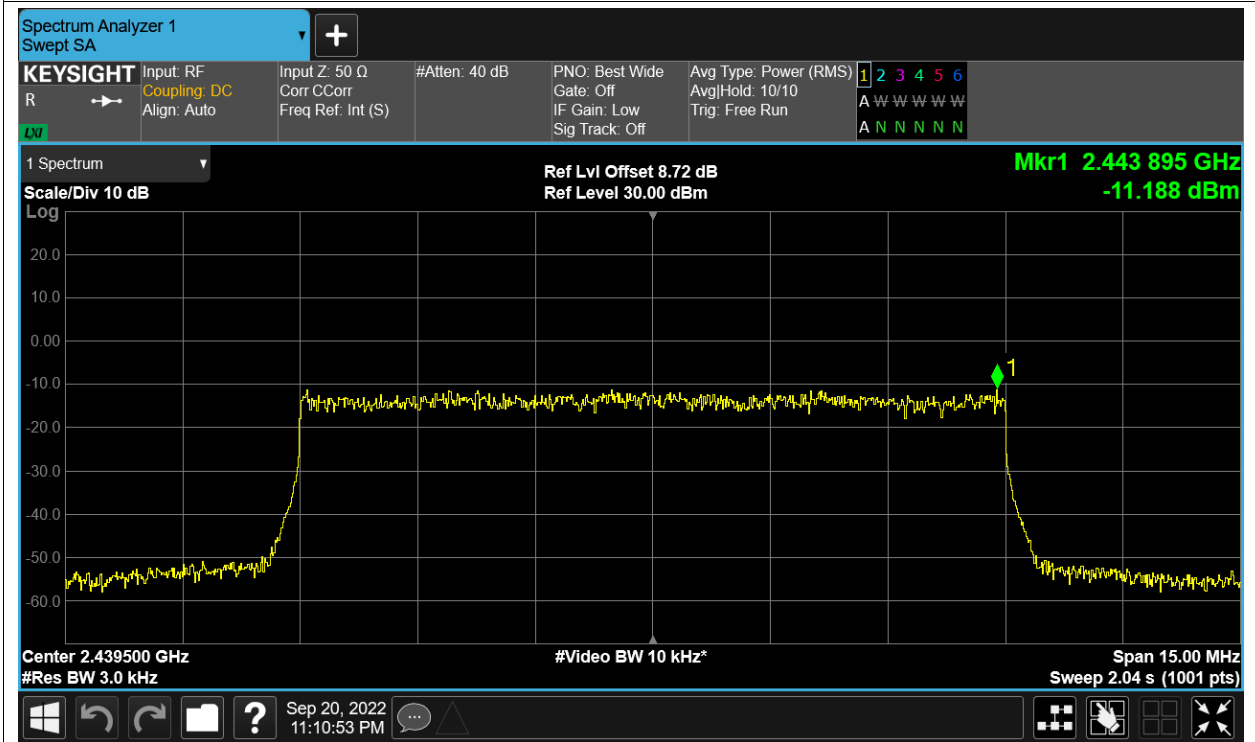 Spectrum Analyzer 1
Swept SA
+
KEYSIGHT
R
LXI
Input: RF
Coupling: DC
Align: Auto
Input Z: 50 Ω
Corr CCorr
Freq Ref: Int (S)
#Atten: 40 dB
PNO: Best Wide
Gate: Off
IF Gain: Low
Sig Track: Off
Avg Type: Power (RMS)
Avg|Hold: 10/10
Trig: Free Run
1 2 3 4 5 6
A W W W W W
A N N N N N
1 Spectrum
Scale/Div 10 dB
Log
Ref Lvl Offset 8.72 dB
Ref Level 30.00 dBm
Mkr1 2.443 895 GHz
-11.188 dBm
20.0
10.0
0.00
-10.0
-20.0
-30.0
-40.0
-50.0
-60.0
1
Center 2.439500 GHz
#Res BW 3.0 kHz
#Video BW 10 kHz*
Span 15.00 MHz
Sweep 2.04 s (1001 pts)
?
Sep 20, 2022
11:10:53 PM